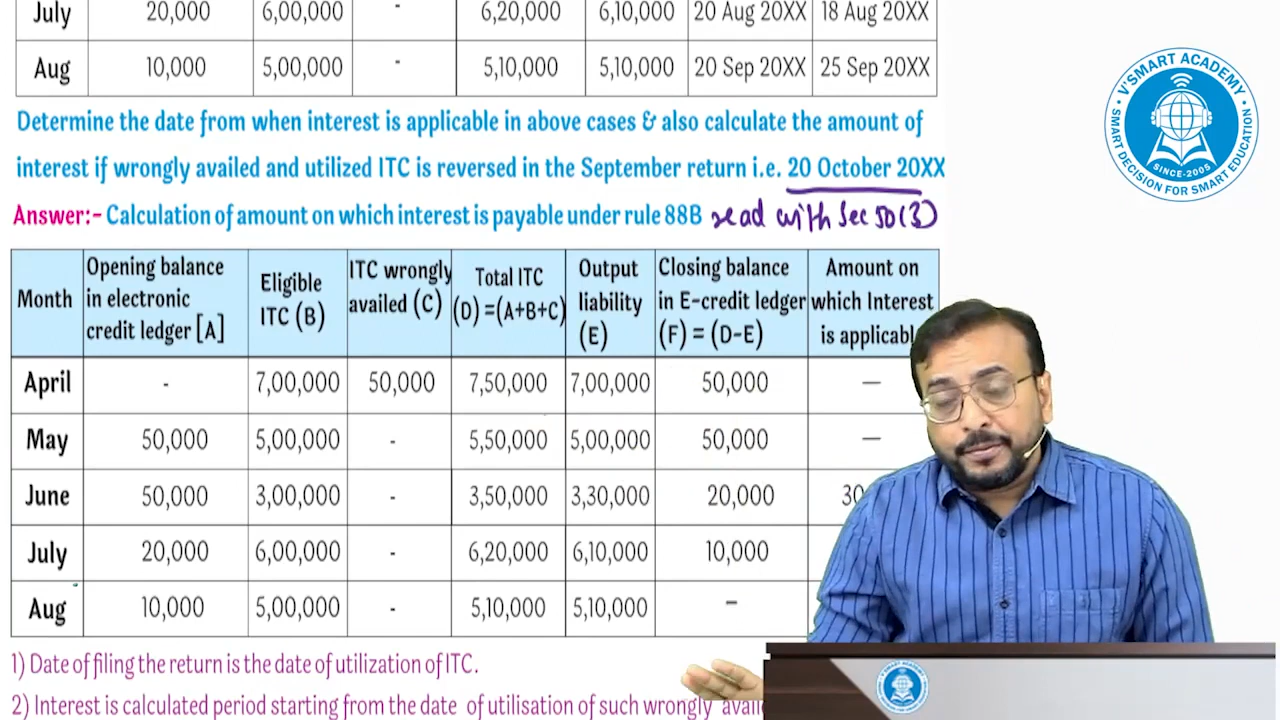 July 20,000 6,00,000 - 6,20,000 6,10,000 20 Aug 20XX 18 Aug 20XX
Aug 10,000 5,00,000 - 5,10,000 5,10,000 20 Sep 20XX 25 Sep 20XX
Determine the date from when interest is applicable in above cases & also calculate the amount of
interest if wrongly availed and utilized ITC is reversed in the September return i.e. 20 October 20XX
Answer:- Calculation of amount on which interest is payable under rule 88B read with Sec 50(3)
Month
Opening balance
in electronic
credit ledger [A]
Eligible
ITC (B)
ITC wrongly
availed (C)
Total ITC
(D) =(A+B+C)
Output
liability
(E)
Closing balance
in E-credit ledger
(F) = (D-E)
Amount on
which Interest
is
April - 7,00,000 50,000 7,50,000 7,00,000 50,000 —
May 50,000 5,00,000 - 5,50,000 5,00,000 50,000 —
June 50,000 3,00,000 - 3,50,000 3,30,000 20,000 30
July 20,000 6,00,000 - 6,20,000 6,10,000 10,000
Aug 10,000 5,00,000 - 5,10,000 5,10,000 –
1) Date of filing the return is the date of utilization of ITC.
2) Interest is calculated period starting from the date of utilisation of such wrongly
V'SMART ACADEMY
SINCE-2005
SMART DECISION FOR SMART EDUCATION